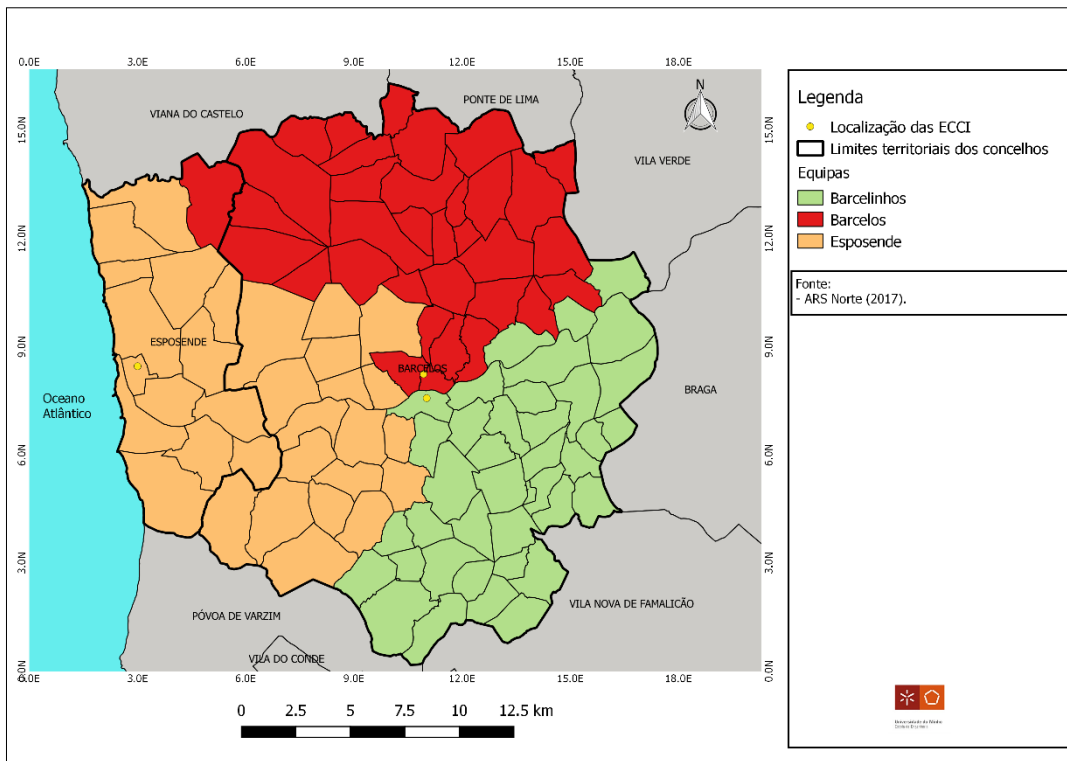 0.0E 3.0E 6.0E 9.0E 12.0E 15.0E 18.0E
N
VIANA DO CASTELO
PONTE DE LIMA
VILA VERDE
15.0N
15.0N
12.0N
12.0N
9.0N
9.0N
ESPOSENDE
BARCELOS
BRAGA
Oceano
Atlântico
6.0N
6.0N
3.0N
3.0N
PÓVOA DE VARZIM
VILA NOVA DE FAMALICÃO
VILA DO CONDE
0.0N
0.0N
0.0E 3.0E 6.0E 9.0E 12.0E 15.0E 18.0E
0 2.5 5 7.5 10 12.5 km
Legenda
Localização das ECCI
Limites territoriais dos concelhos
Equipas
Barcelinhos
Barcelos
Esposende
Fonte:
- ARS Norte (2017).
Universidade do Minho